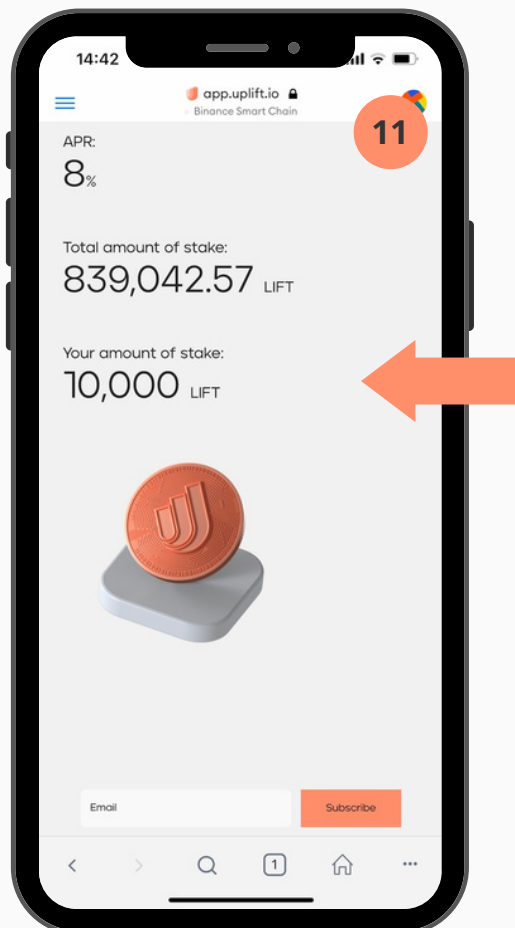 14:42
app.uplift.io
Binance Smart Chain
11
APR:
8%
Total amount of stake:
839,042.57 LIFT
Your amount of stake:
10,000 LIFT
Email
Subscribe
1